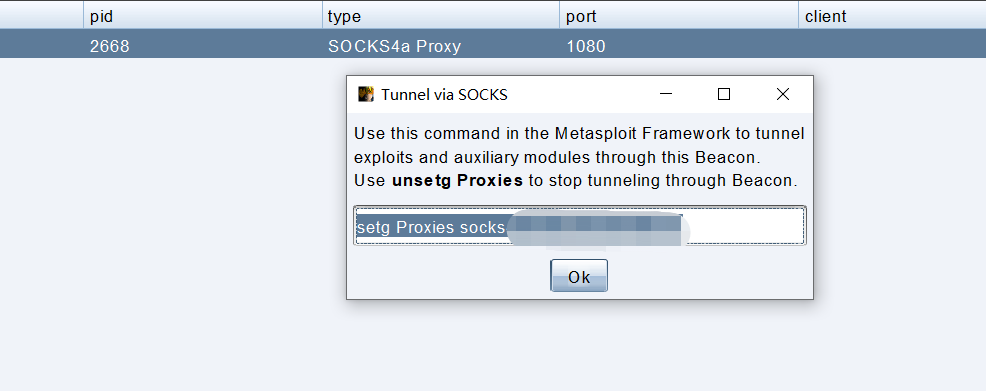 pid type port client
2668 SOCKS4a Proxy 1080
Tunnel via SOCKS
Use this command in the Metasploit Framework to tunnel
exploits and auxiliary modules through this Beacon.
Use unsetg Proxies to stop tunneling through Beacon.
setg Proxies socks
Ok